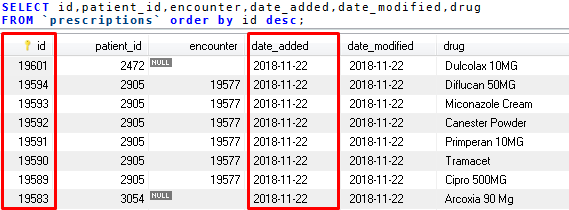 SELECT id,patient_id,encounter,date_added,date_modified,drug
FROM `prescriptions` order by id desc;
id patient_id encounter date_added date_modified drug
19601 2472 NULL 2018-11-22 2018-11-22 Dulcolax 10MG
19594 2905 19577 2018-11-22 2018-11-22 Diflucan 50MG
19593 2905 19577 2018-11-22 2018-11-22 Miconazole Cream
19592 2905 19577 2018-11-22 2018-11-22 Canester Powder
19591 2905 19577 2018-11-22 2018-11-22 Primperan 10MG
19590 2905 19577 2018-11-22 2018-11-22 Tramacet
19589 2905 19577 2018-11-22 2018-11-22 Cipro 500MG
19583 3054 NULL 2018-11-22 2018-11-22 Arcoxia 90 Mg